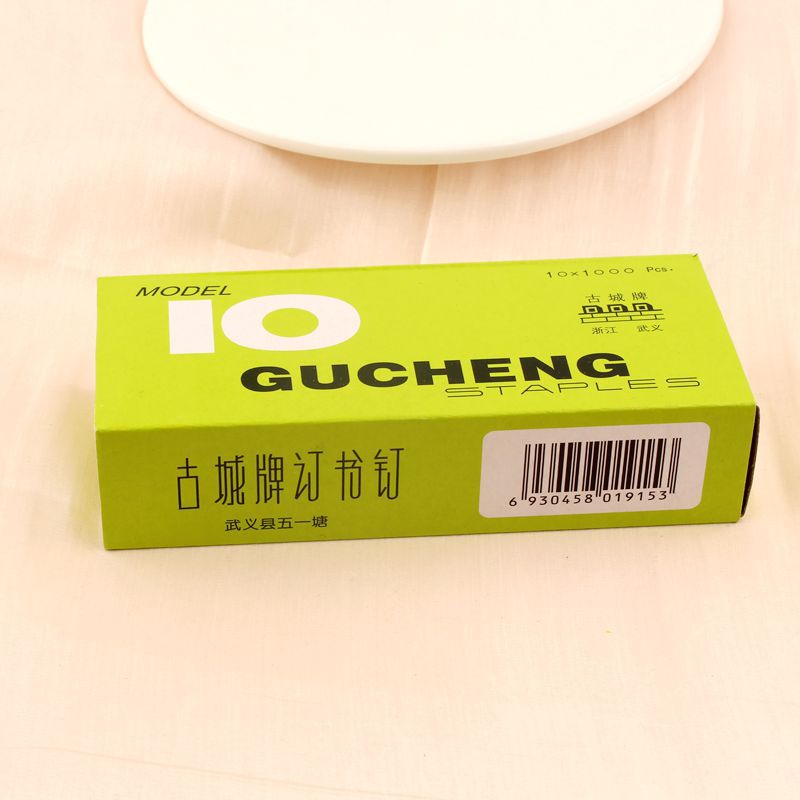 MODEL
10
10×1000 Pcs.
古城牌
浙江 武义
GUCHENG
STAPLES
古城牌订书钉
武义县五一塘
6 930458 019153